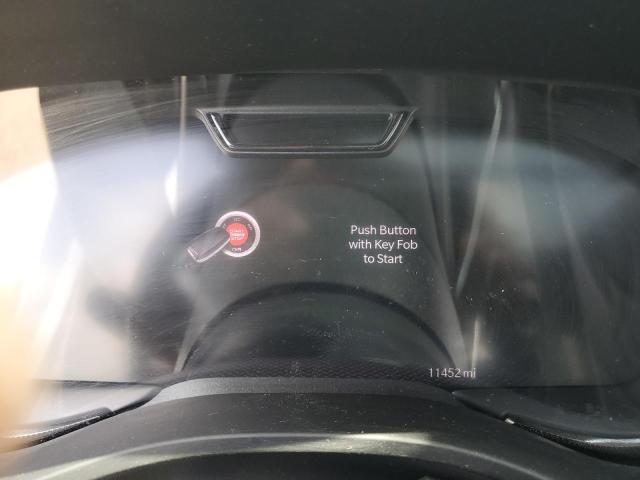 Push Button
with Key Fob
to Start
11452 mi